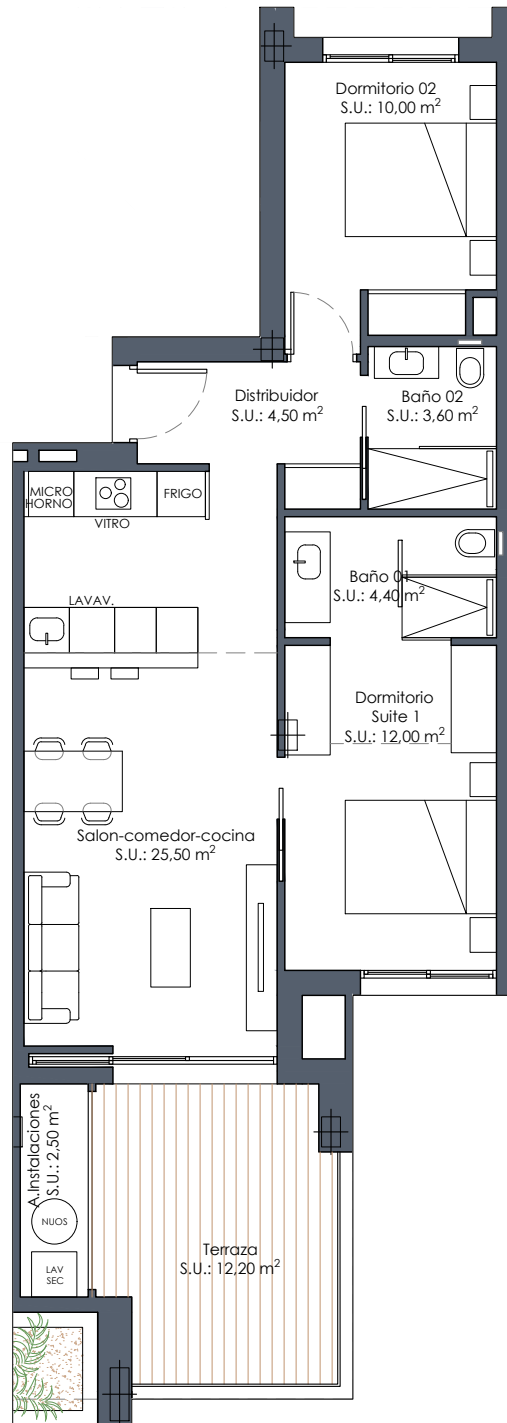 Dormitorio 02
S.U.: 10,00 m²
Distribuidor
S.U.: 4,50 m²
Baño 02
S.U.: 3,60 m²
MICRO
HORNO
VITRO
FRIGO
Baño 01
S.U.: 4,40 m²
LAVAV.
Dormitorio
Suite 1
S.U.: 12,00 m²
Salon-comedor-cocina
S.U.: 25,50 m²
A.Instalaciones
S.U.: 2,50 m²
NUOS
LAV
SEC
Terraza
S.U.: 12,20 m²